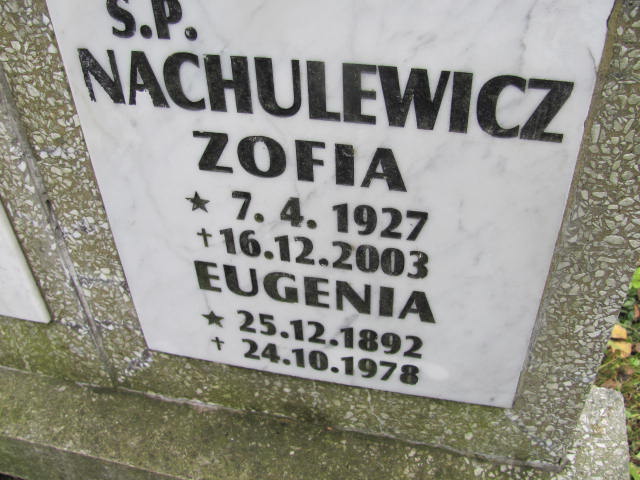 Ś.P.
NACHULEWICZ
ZOFIA
★ 7. 4. 1927
† 16.12.2003
EUGENIA
★ 25.12.1892
† 24.10.1978